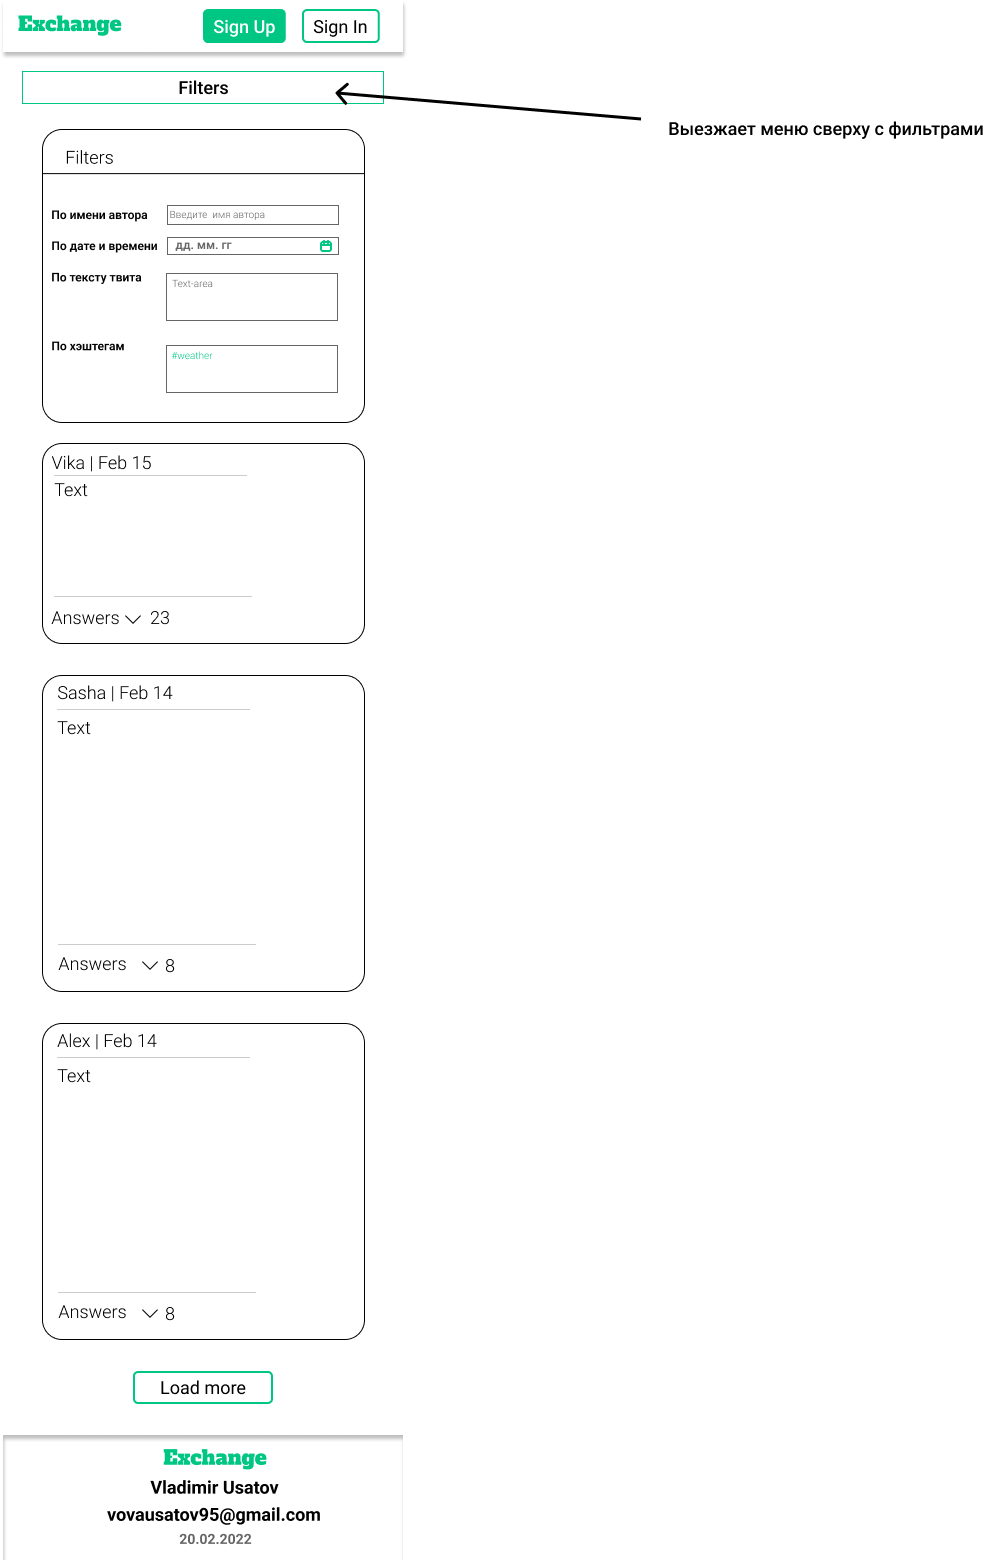 Exchange
Sign Up
Sign In
Filters
Выезжает меню сверху с фильтрами
Filters
По имени автора
Введите имя автора
По дате и времени
дд. мм. гг
По тексту твита
Text-area
По хэштегам
#weather
Vika | Feb 15
Text
Answers 23
Sasha | Feb 14
Text
Answers 8
Alex | Feb 14
Text
Answers 8
Load more
Exchange
Vladimir Usatov
vovausatov95@gmail.com
20.02.2022